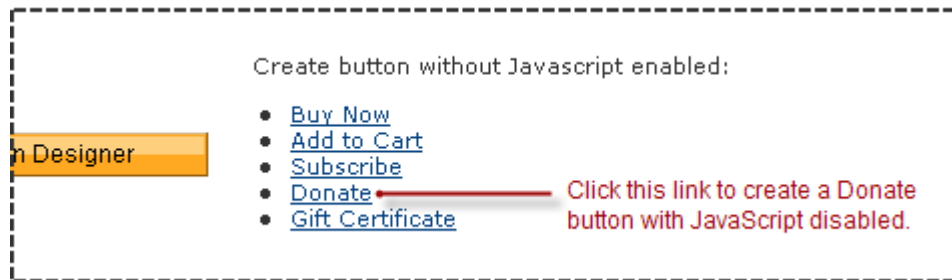 Create button without Javascript enabled:
Buy Now
Add to Cart
n Designer
Subscribe
Donate
Click this link to create a Donate
button with JavaScript disabled.
Gift Certificate